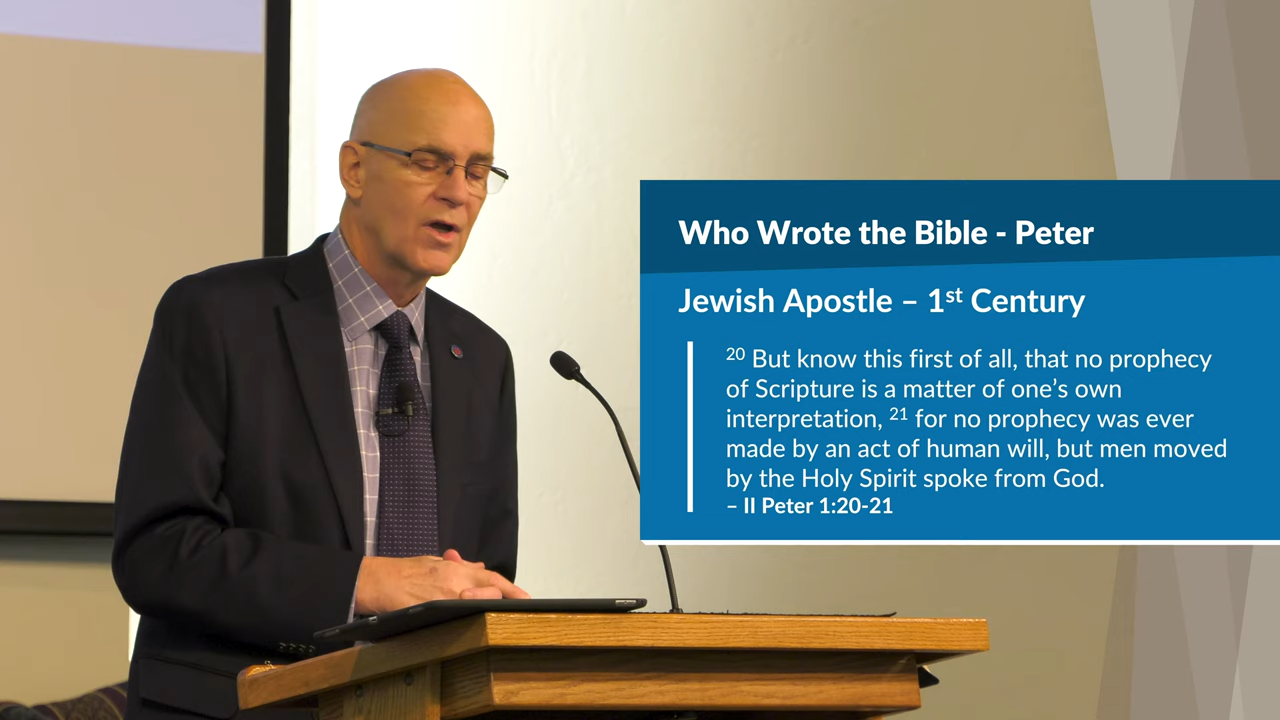 Who Wrote the Bible - Peter
Jewish Apostle – 1st Century
20 But know this first of all, that no prophecy
of Scripture is a matter of one’s own
interpretation, 21 for no prophecy was ever
made by an act of human will, but men moved
by the Holy Spirit spoke from God.
– II Peter 1:20-21